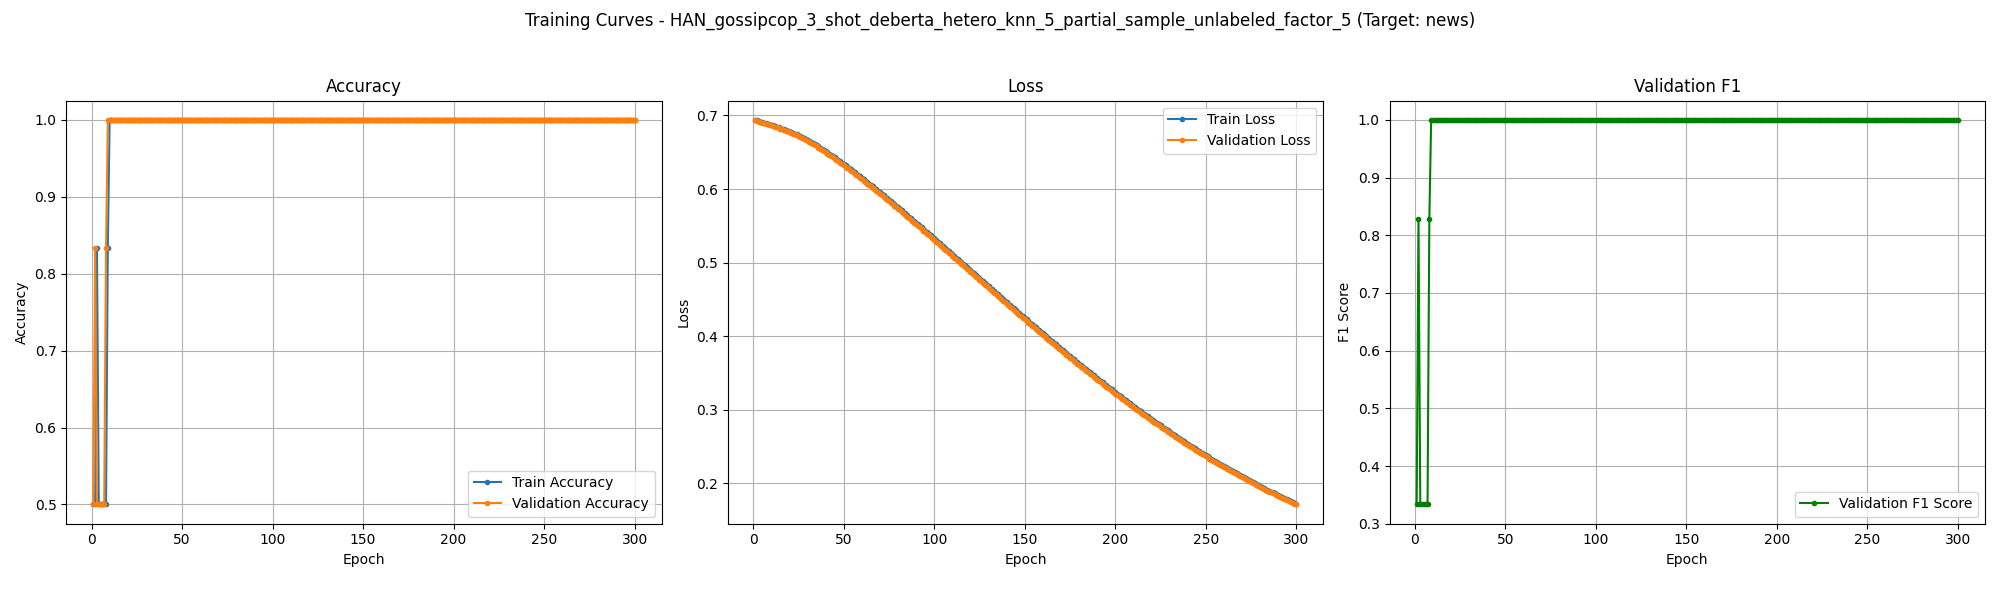 Training Curves - HAN_gossipcop_3_shot_deberta_hetero_knn_5_partial_sample_unlabeled_factor_5 (Target: news)
Accuracy
1.0
0.9
0.8
0.7
0.6
0.5
Accuracy
Train Accuracy
Validation Accuracy
0 50 100 150 200 250 300
Epoch
Loss
0.7
0.6
0.5
0.4
0.3
0.2
Loss
Train Loss
Validation Loss
0 50 100 150 200 250 300
Epoch
Validation F1
1.0
0.9
0.8
0.7
0.6
0.5
0.4
0.3
F1 Score
Validation F1 Score
0 50 100 150 200 250 300
Epoch